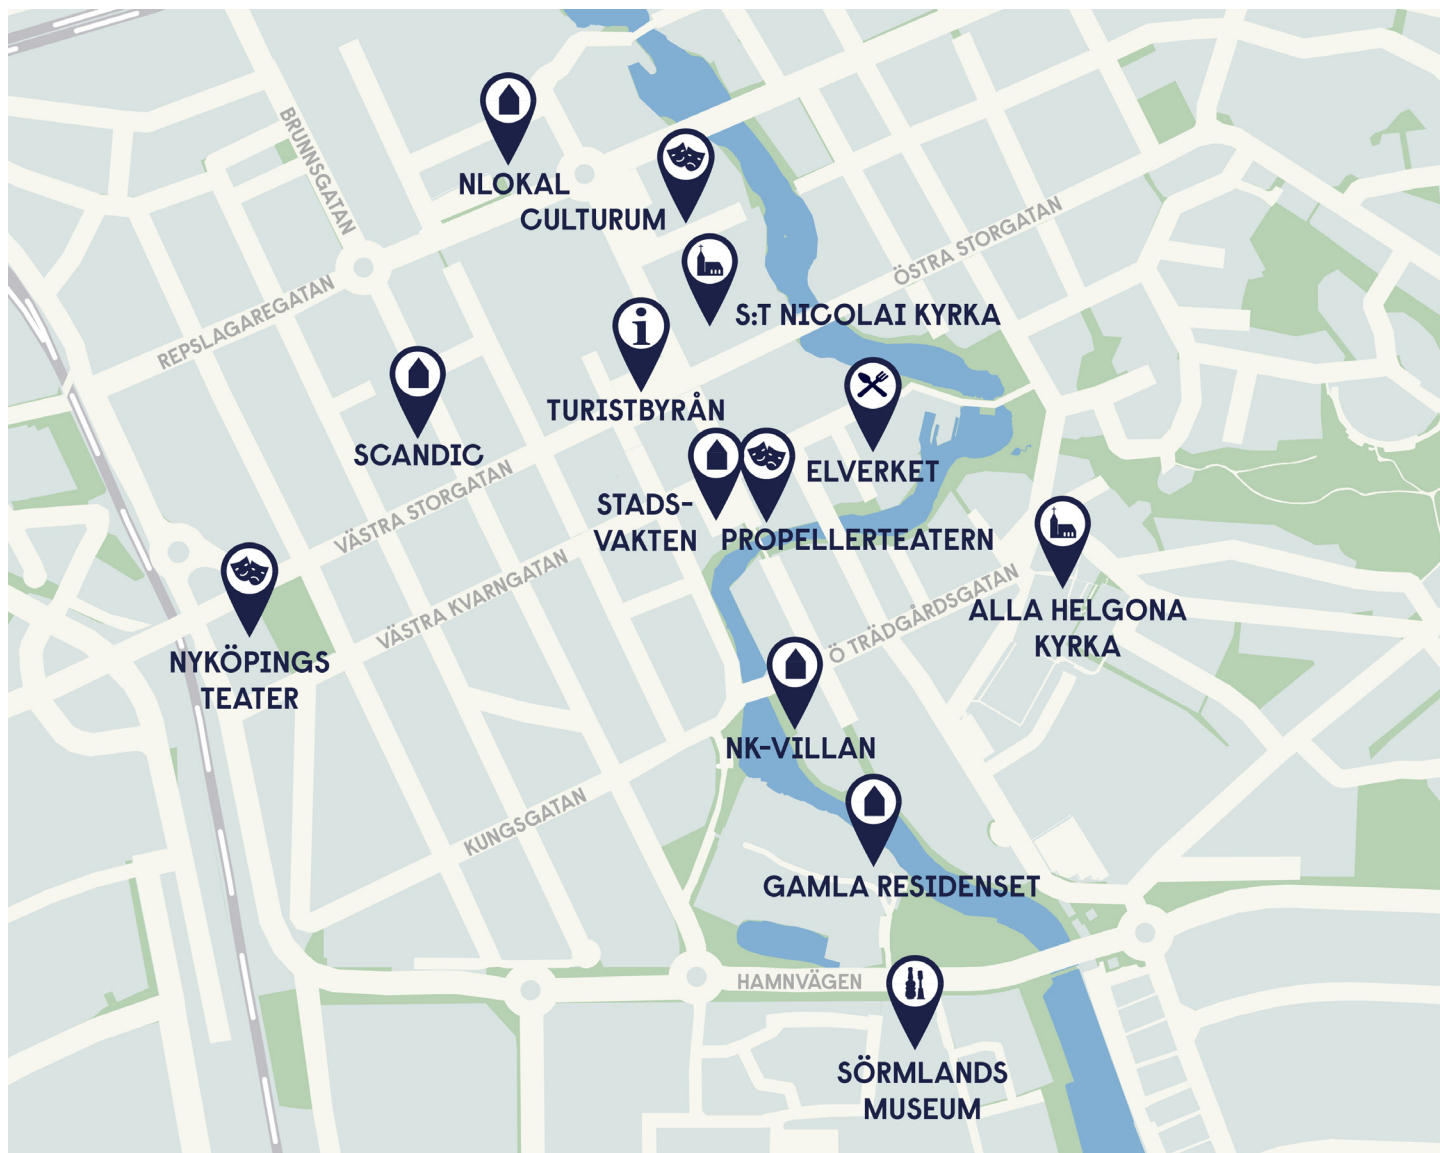 BRUNNSGATAN
NLOKAL
CULTURUM
ÖSTRA STORGATAN
REPSLAGAREGATAN
S:T NICOLAI KYRKA
i
TURISTBYRÅN
SCANDIC
ELVERKET
VÄSTRA STORGATAN
STADS-
VAKTEN
PROPELLERTEATERN
VÄSTRA KVARNGATAN
Ö TRÄDGÅRDSGATAN
ALLA HELGONA
KYRKA
NYKÖPINGS
TEATER
NK-VILLAN
KUNGSGATAN
GAMLA RESIDENSET
HAMNVÄGEN
SÖRMLANDS
MUSEUM